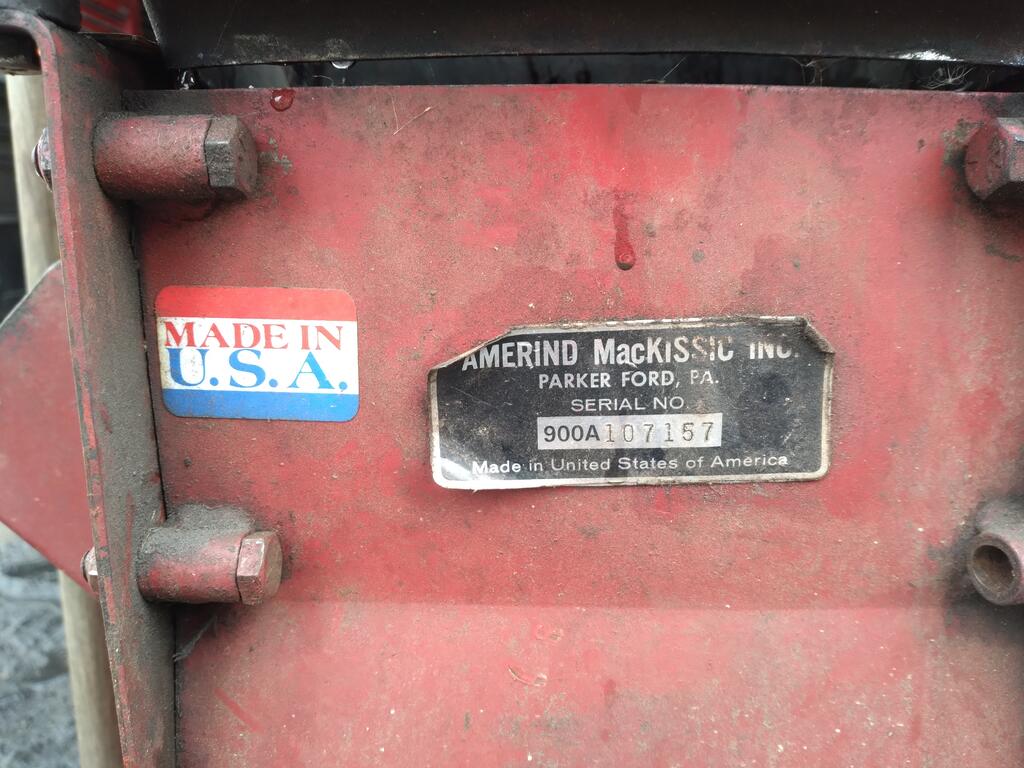 MADE IN
U.S.A.
AMERIND MacKISSIC INC.
PARKER FORD, PA.
SERIAL NO.
900A107157
Made in United States of America